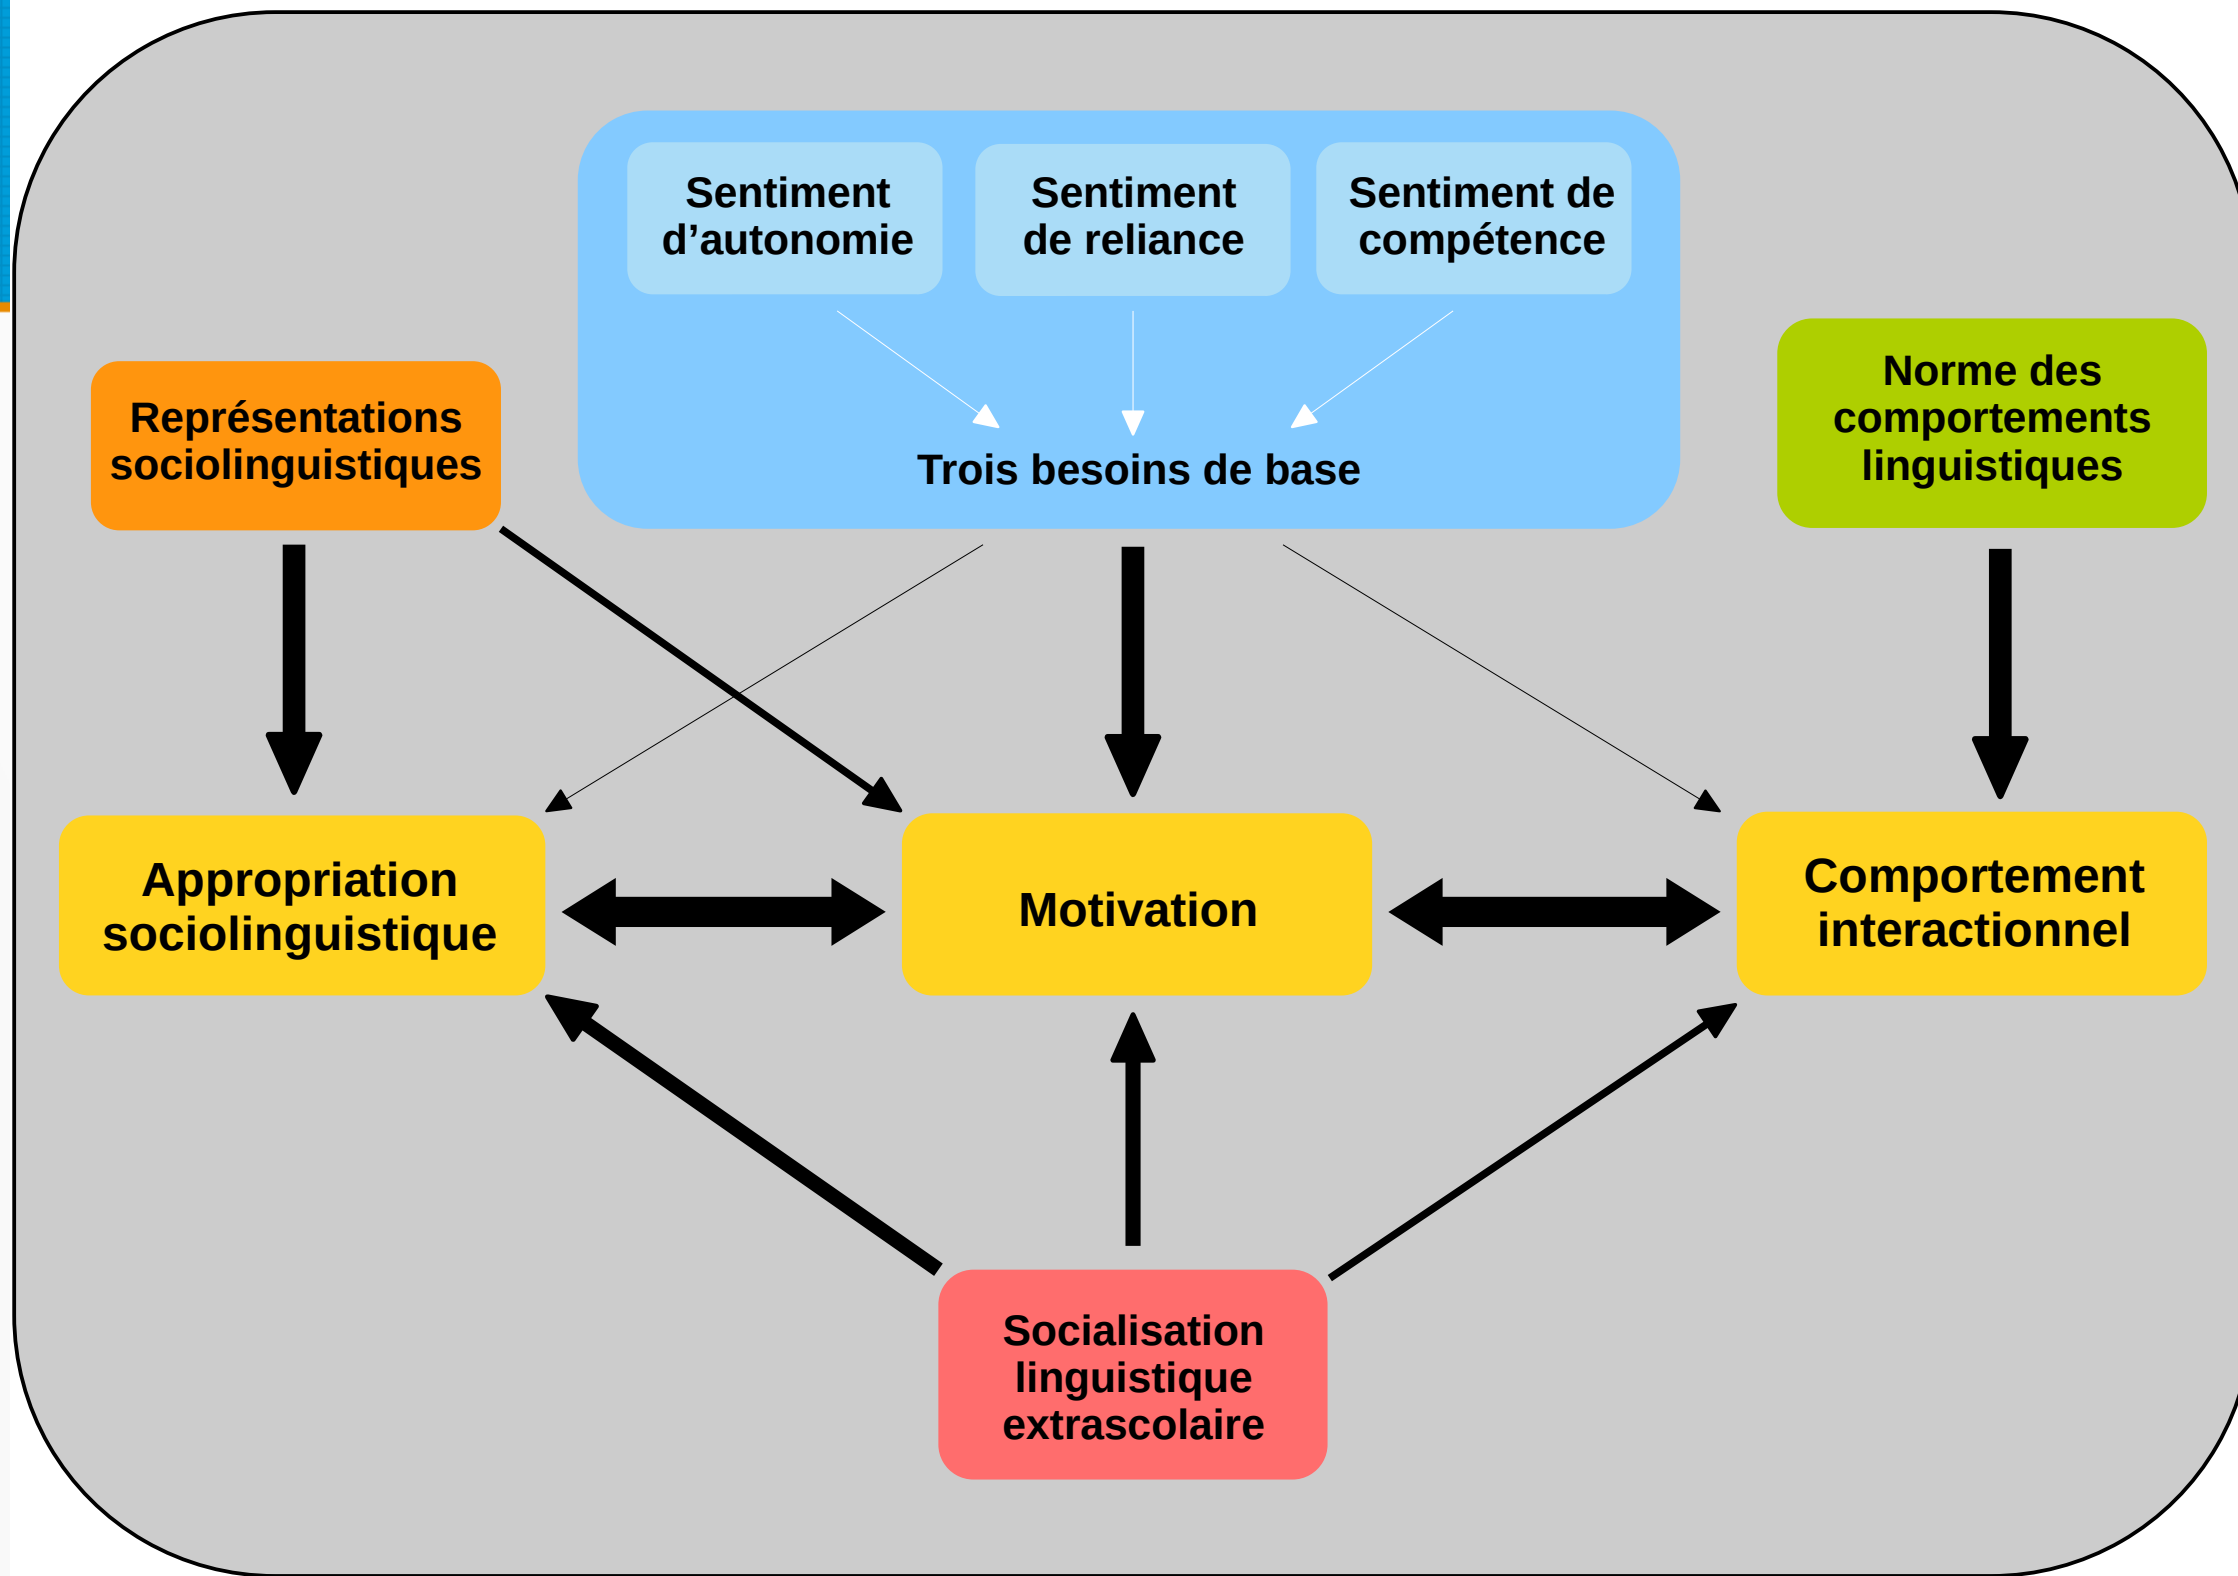 Sentiment
d’autonomie
Sentiment
de reliance
Sentiment de
compétence
Trois besoins de base
Représentations
sociolinguistiques
Norme des
comportements
linguistiques
Appropriation
sociolinguistique
Motivation
Comportement
interactionnel
Socialisation
linguistique
extrascolaire